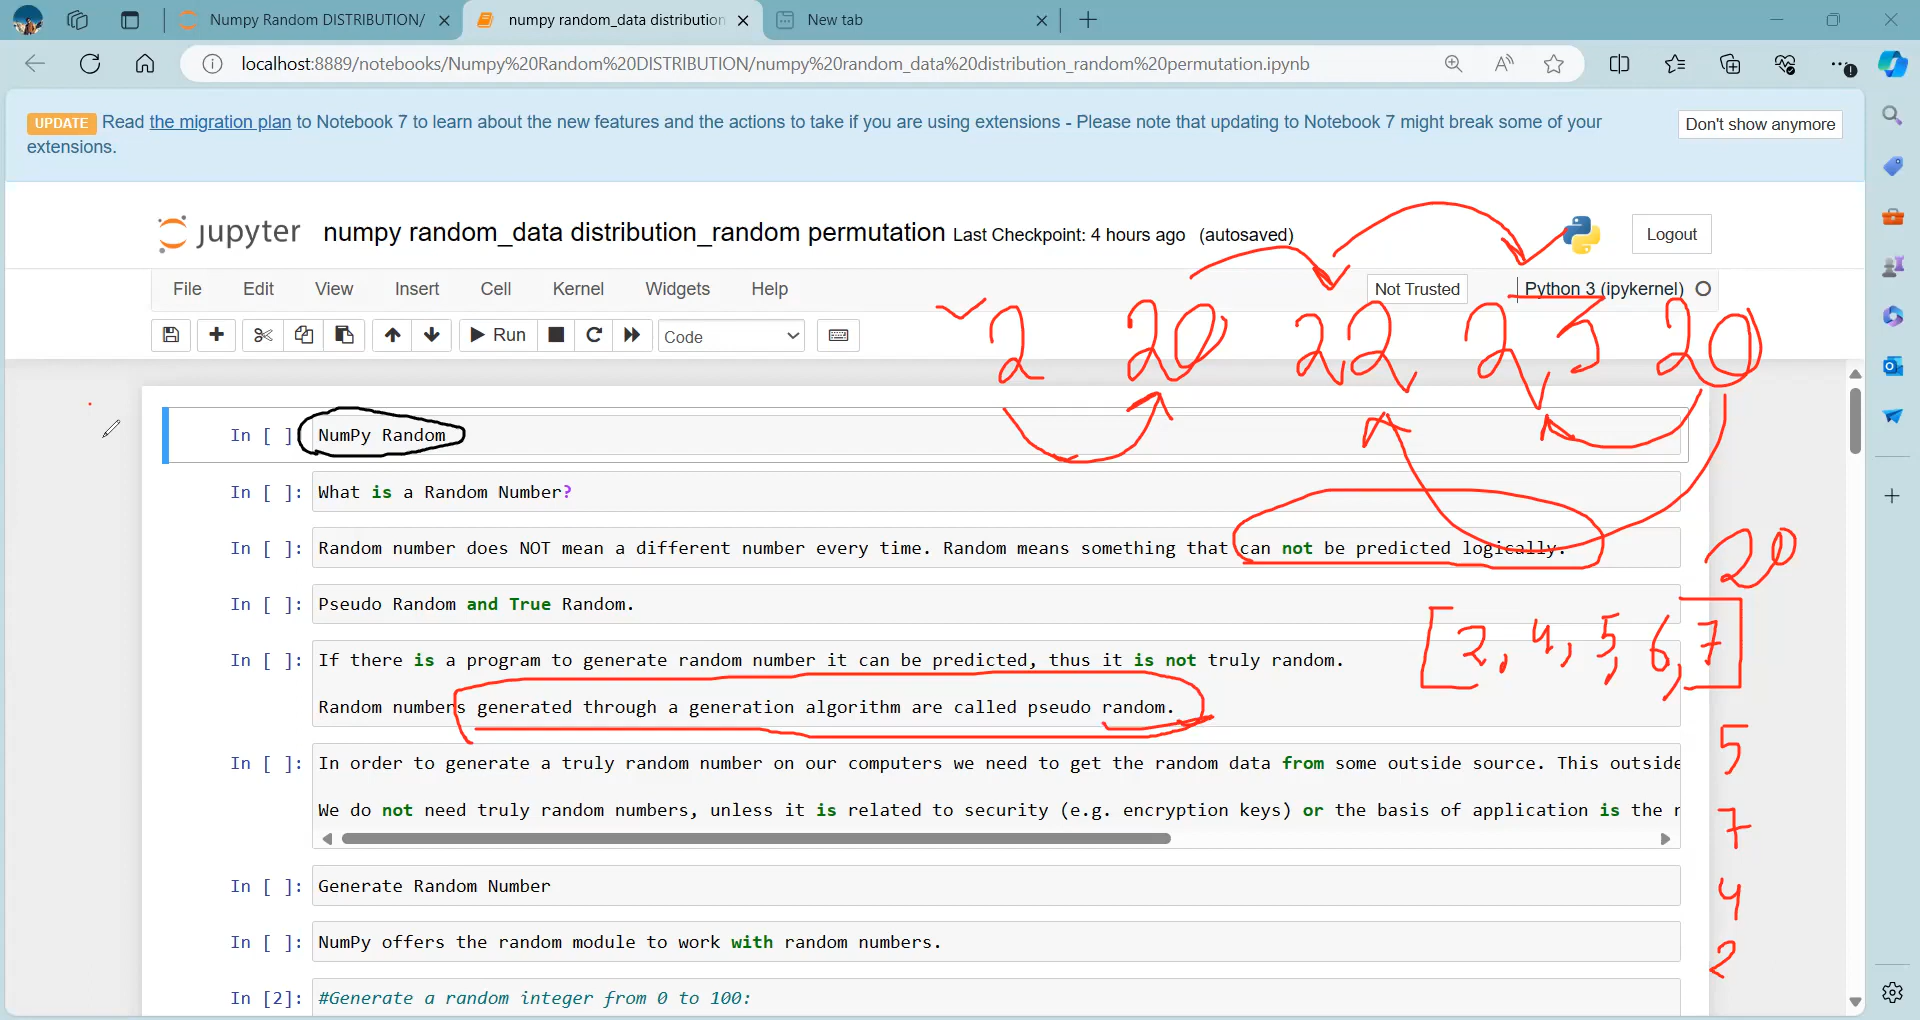 Numpy Random DISTRIBUTION/
numpy random_data distribution
New tab
localhost:8889/notebooks/Numpy%20Random%20DISTRIBUTION/numpy%20random_data%20distribution_random%20permutation.ipynb
UPDATE Read the migration plan to Notebook 7 to learn about the new features and the actions to take if you are using extensions - Please note that updating to Notebook 7 might break some of your
extensions.
Don't show anymore
jupyter numpy random_data distribution_random permutation Last Checkpoint: 4 hours ago (autosaved)
Logout
File Edit View Insert Cell Kernel Widgets Help
Not Trusted
Python 3 (ipykernel)
Run
Code
2 20 22 2 3 20
In [ ]: NumPy Random
In [ ]: What is a Random Number?
In [ ]: Random number does NOT mean a different number every time. Random means something that can not be predicted logically.
20
In [ ]: Pseudo Random and True Random.
[2, 4, 5, 6, 7]
In [ ]: If there is a program to generate random number it can be predicted, thus it is not truly random.
Random numbers generated through a generation algorithm are called pseudo random.
5
In [ ]: In order to generate a truly random number on our computers we need to get the random data from some outside source. This outside
We do not need truly random numbers, unless it is related to security (e.g. encryption keys) or the basis of application is the r
7
In [ ]: Generate Random Number
4
In [ ]: NumPy offers the random module to work with random numbers.
2
In [2]: #Generate a random integer from 0 to 100: